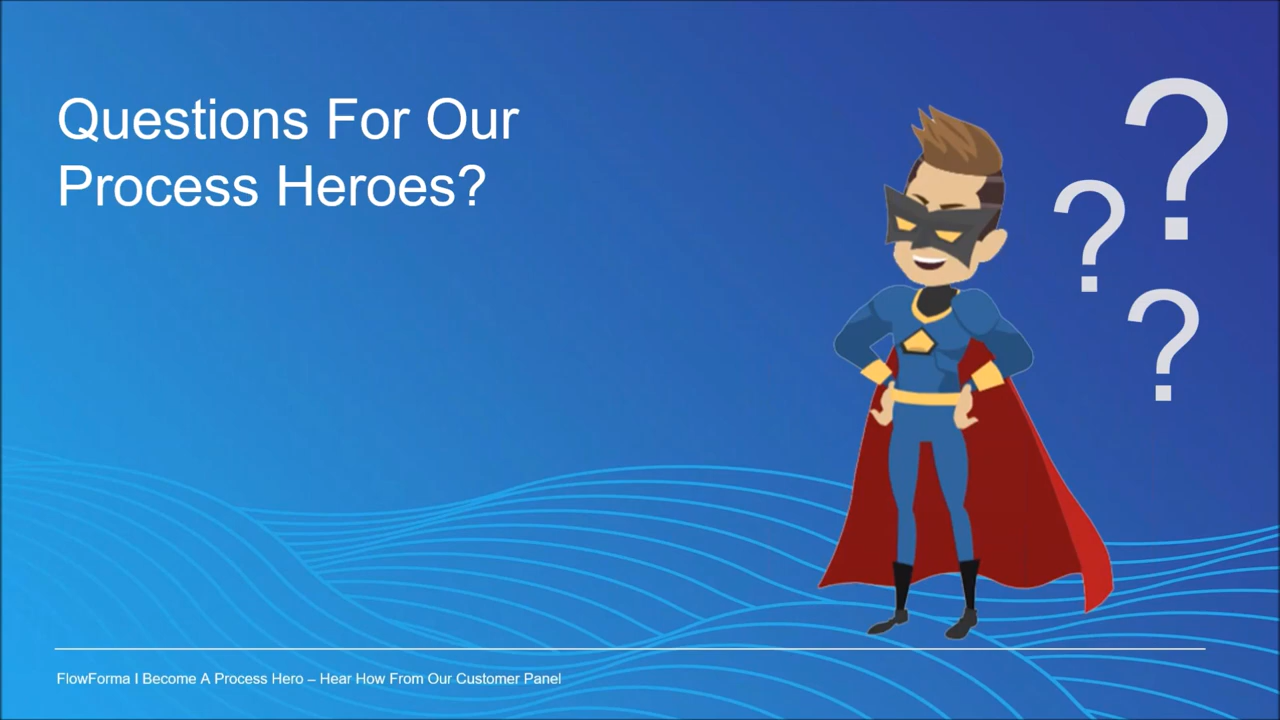 Questions For Our
Process Heroes?
?
?
?
FlowForma I Become A Process Hero – Hear How From Our Customer Panel